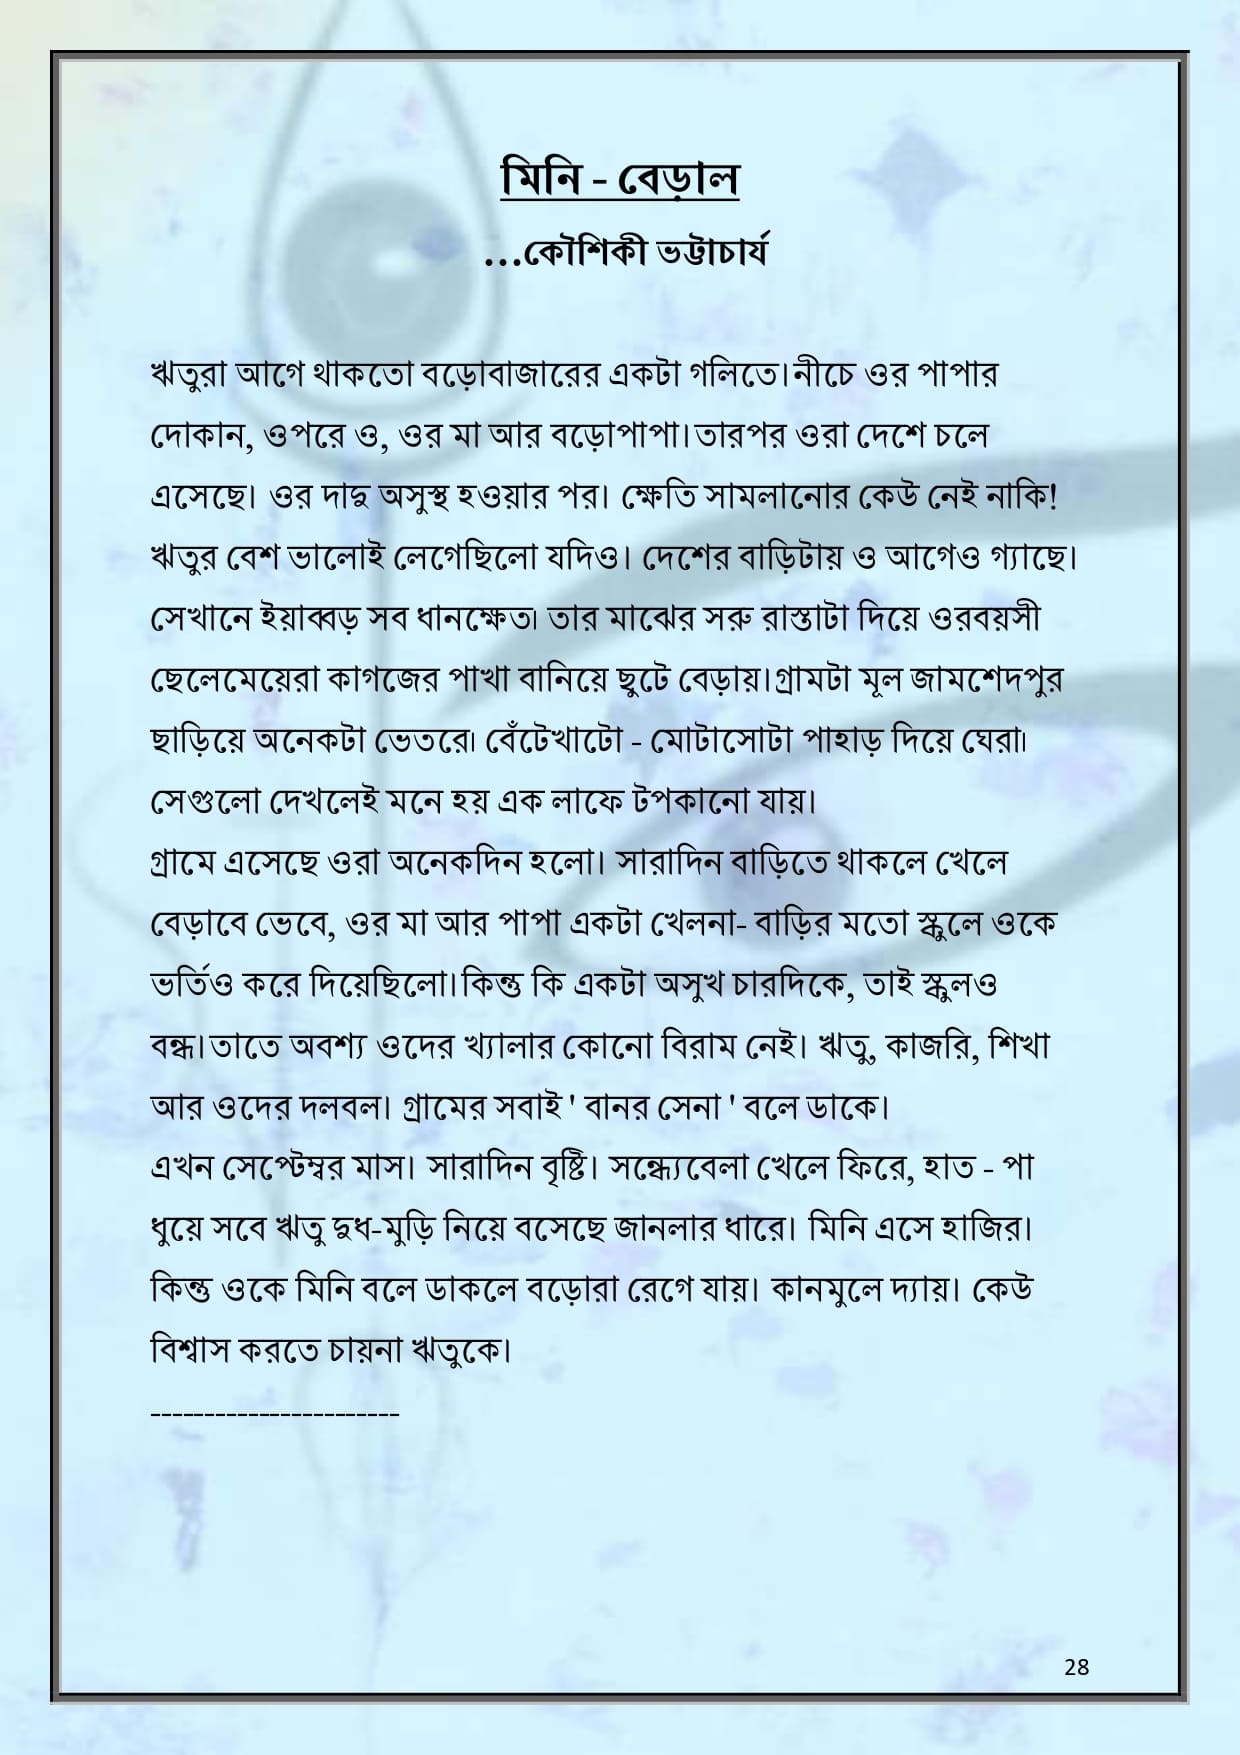 মিনি - বেড়াল
...কৌশিকী ভট্টাচার্য
ঋতুরা আগে থাকতো বড়োবাজারের একটা গলিতে।নীচে ওর পাপার
দোকান, ওপরে ও, ওর মা আর বড়োপাপা।তারপর ওরা দেশে চলে
এসেছে। ওর দাদু অসুস্থ হওয়ার পর। ক্ষেতি সামলানোর কেউ নেই নাকি!
ঋতুর বেশ ভালোই লেগেছিলো যদিও। দেশের বাড়িটায় ও আগেও গ্যাছে।
সেখানে ইয়াব্বড় সব ধানক্ষেত৷ তার মাঝের সরু রাস্তাটা দিয়ে ওরবয়সী
ছেলেমেয়েরা কাগজের পাখা বানিয়ে ছুটে বেড়ায়।গ্রামটা মূল জামশেদপুর
ছাড়িয়ে অনেকটা ভেতরে৷ বেঁটেখাটো - মোটাসোটা পাহাড় দিয়ে ঘেরা৷
সেগুলো দেখলেই মনে হয় এক লাফে টপকানো যায়।
গ্রামে এসেছে ওরা অনেকদিন হলো। সারাদিন বাড়িতে থাকলে খেলে
বেড়াবে ভেবে, ওর মা আর পাপা একটা খেলনা- বাড়ির মতো স্কুলে ওকে
ভর্তিও করে দিয়েছিলো।কিন্তু কি একটা অসুখ চারদিকে, তাই স্কুলও
বন্ধ।তাতে অবশ্য ওদের খ্যালার কোনো বিরাম নেই। ঋতু, কাজরি, শিখা
আর ওদের দলবল। গ্রামের সবাই ' বানর সেনা ' বলে ডাকে।
এখন সেপ্টেম্বর মাস। সারাদিন বৃষ্টি। সন্ধ্যেবেলা খেলে ফিরে, হাত - পা
ধুয়ে সবে ঋতু দুধ-মুড়ি নিয়ে বসেছে জানলার ধারে। মিনি এসে হাজির।
কিন্তু ওকে মিনি বলে ডাকলে বড়োরা রেগে যায়। কানমুলে দ্যায়। কেউ
বিশ্বাস করতে চায়না ঋতুকে।
-----------------------
28